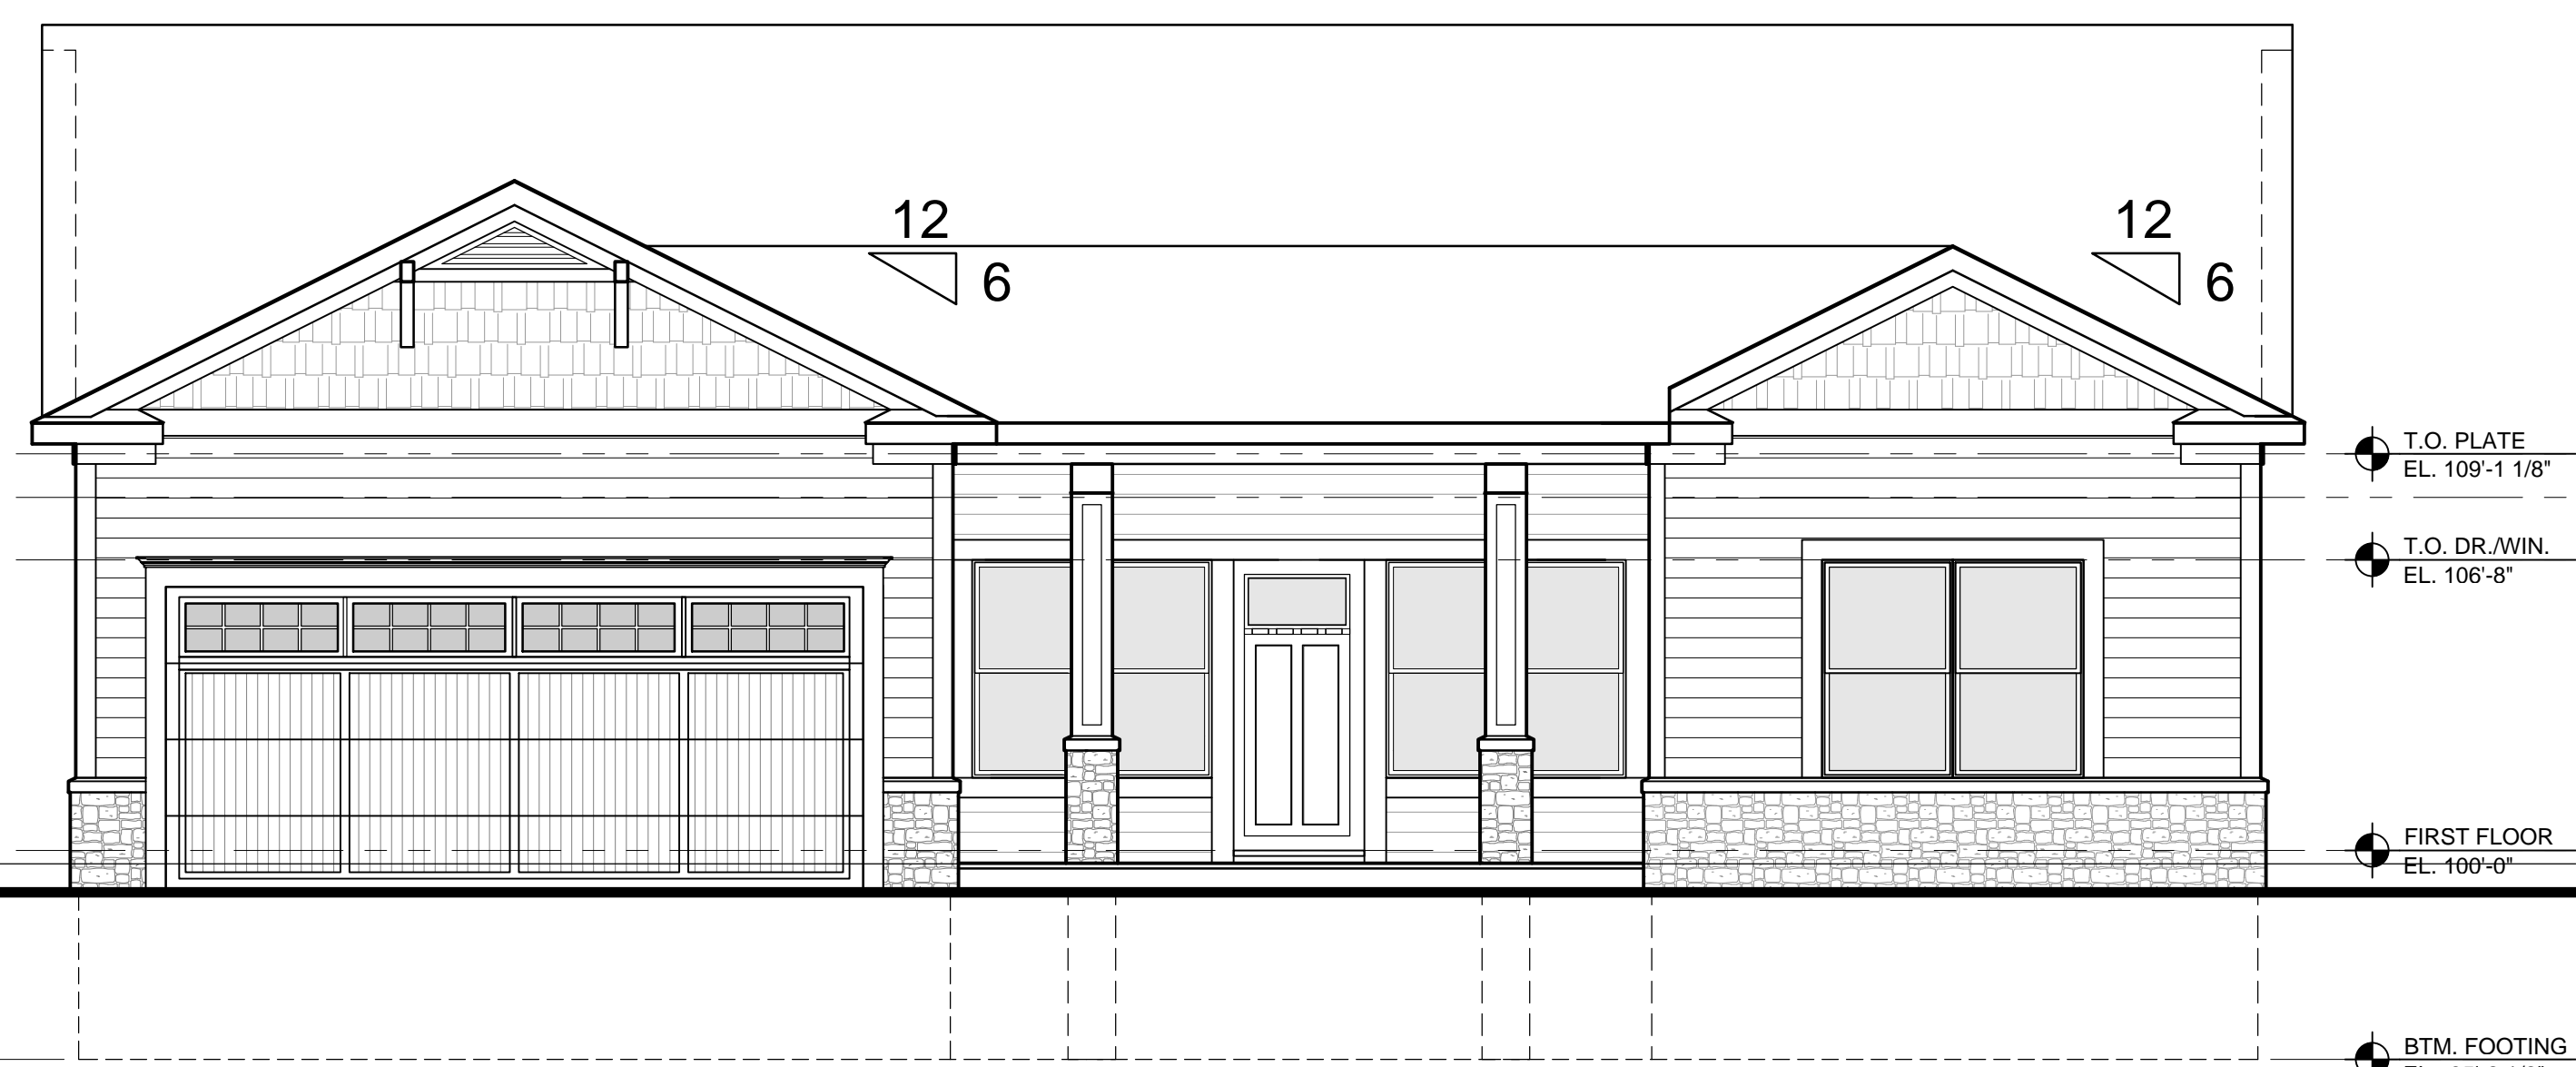 12
6
12
6
T.O. PLATE
EL. 109'-1 1/8"
T.O. DR./WIN.
EL. 106'-8"
FIRST FLOOR
EL. 100'-0"
BTM. FOOTING